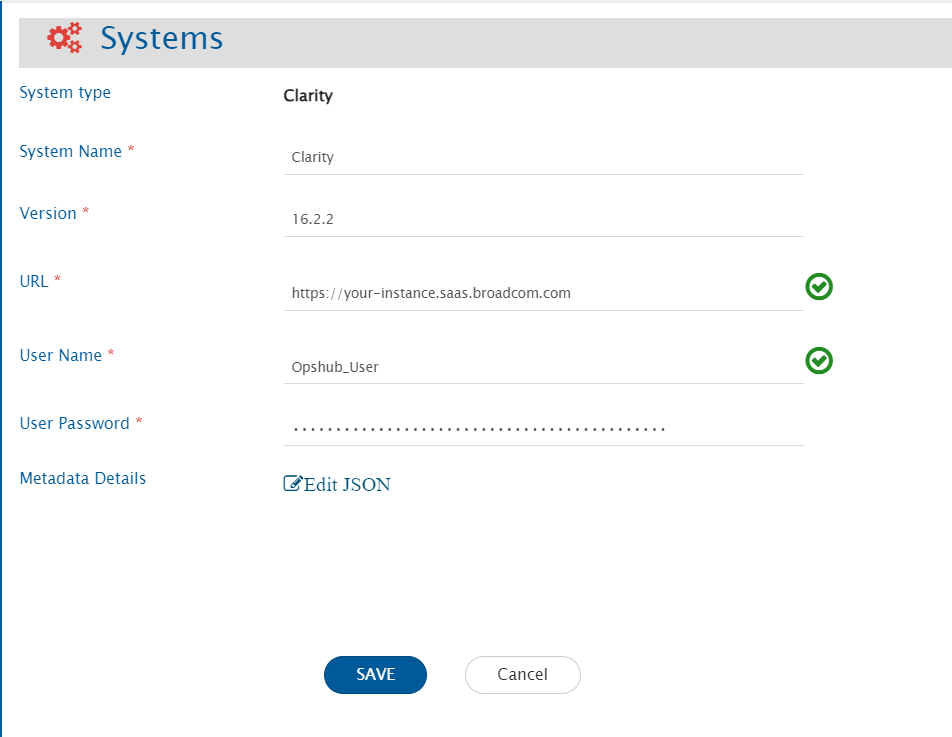 Systems
System type Clarity
System Name * Clarity
Version * 16.2.2
URL * https://your-instance.saas.broadcom.com
User Name * Opshub_User
User Password * ............................................
Metadata Details Edit JSON
SAVE Cancel